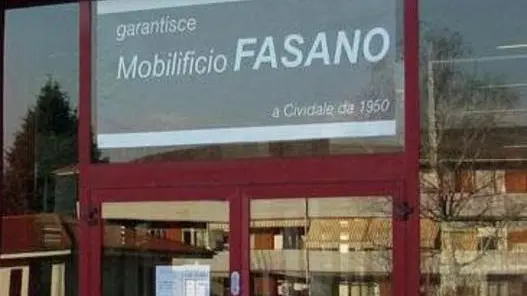 garantisce
Mobilificio FASANO
a Cividale da 1950